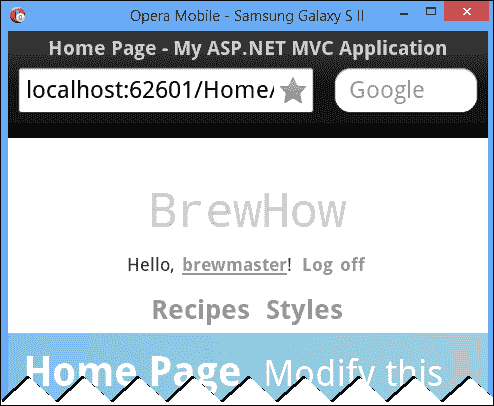 Opera Mobile - Samsung Galaxy S II
Home Page - My ASP.NET MVC Application
localhost:62601/Home/
Google
BrewHow
Hello, brewmaster! Log off
Recipes Styles
Home Page. Modify this